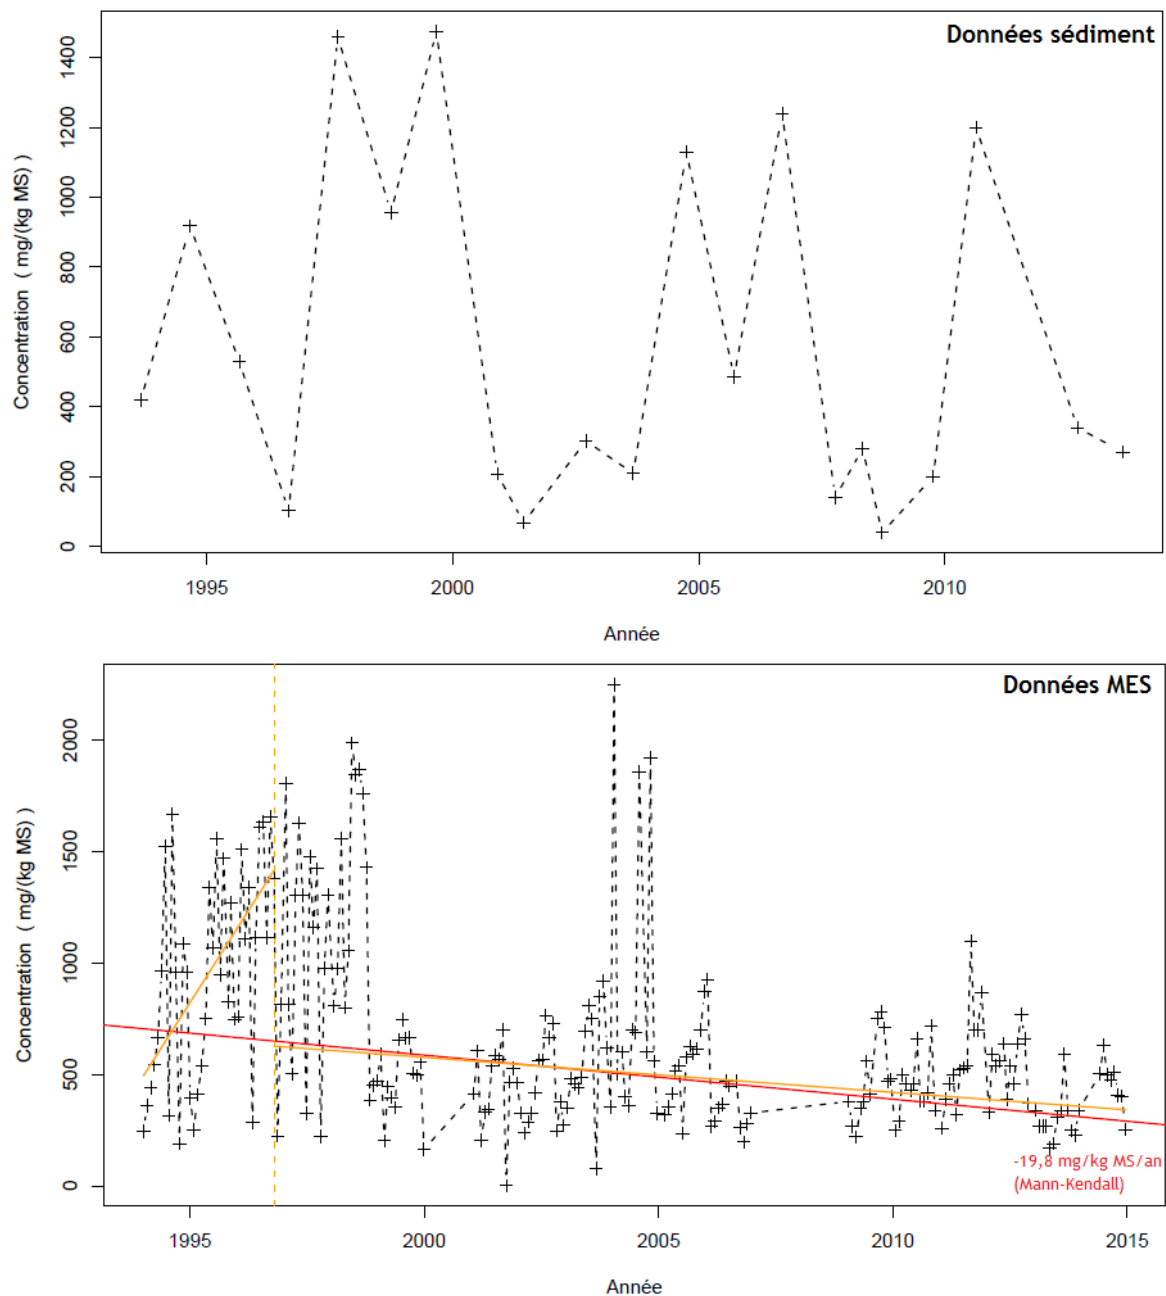 Données sédiment
1400
1200
1000
800
600
400
200
0
Concentration ( mg/(kg MS) )
1995 2000 2005 2010
Année
Données MES
2000
1500
1000
500
0
Concentration ( mg/(kg MS) )
-19,8 mg/kg MS/an
(Mann-Kendall)
1995 2000 2005 2010 2015
Année